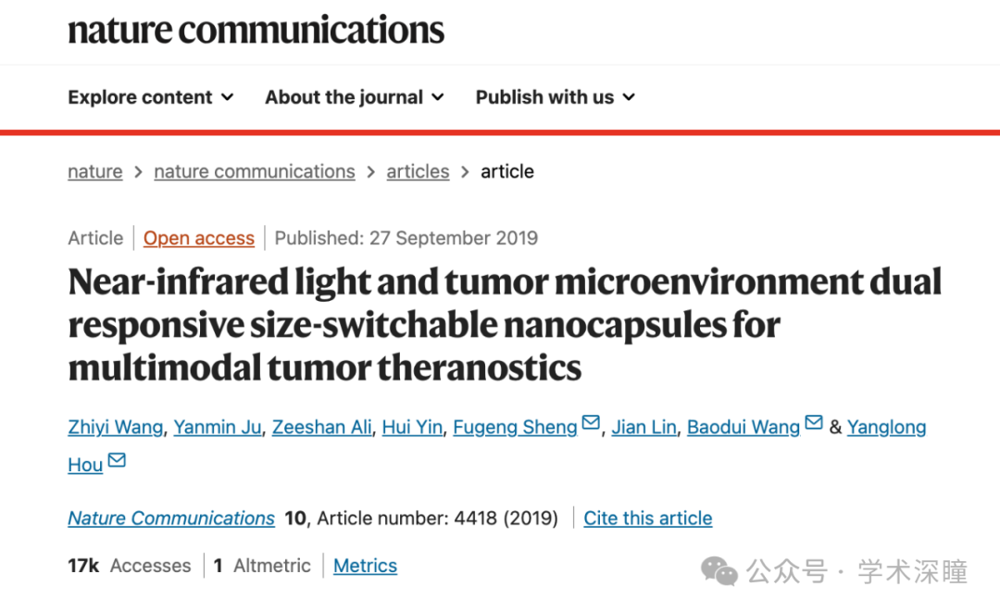 nature communications
Explore content About the journal Publish with us
nature > nature communications > articles > article
Article | Open access | Published: 27 September 2019
Near-infrared light and tumor microenvironment dual
responsive size-switchable nanocapsules for
multimodal tumor theranostics
Zhiyi Wang, Yanmin Ju, Zeeshan Ali, Hui Yin, Fugeng Sheng, Jian Lin, Baodui Wang & Yanglong
Hou
Nature Communications 10, Article number: 4418 (2019) | Cite this article
17k Accesses | 1 Altmetric | Metrics
公众号 · 学术深瞳